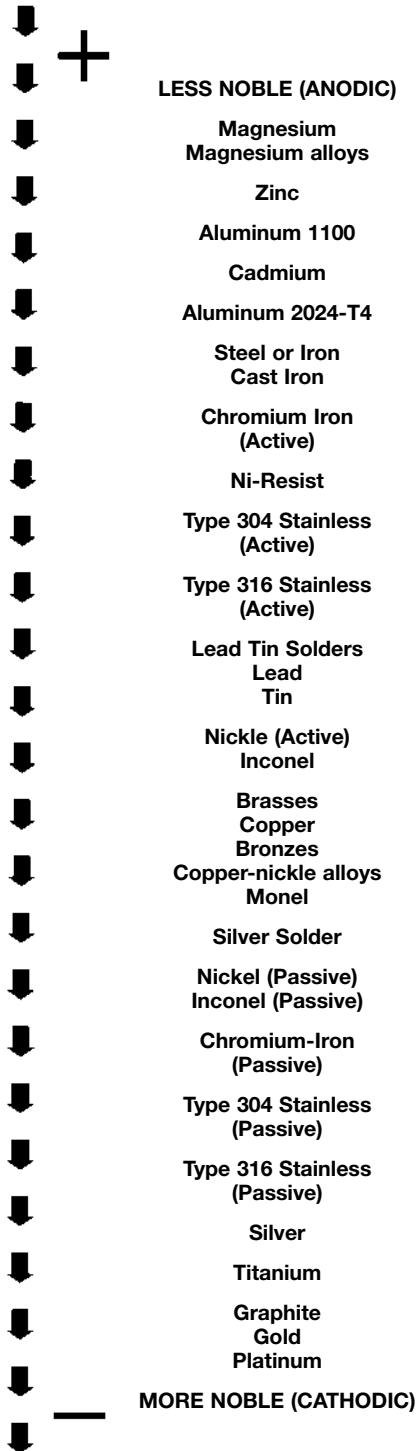 +
LESS NOBLE (ANODIC)
Magnesium
Magnesium alloys
Zinc
Aluminum 1100
Cadmium
Aluminum 2024-T4
Steel or Iron
Cast Iron
Chromium Iron
(Active)
Ni-Resist
Type 304 Stainless
(Active)
Type 316 Stainless
(Active)
Lead Tin Solders
Lead
Tin
Nickle (Active)
Inconel
Brasses
Copper
Bronzes
Copper-nickle alloys
Monel
Silver Solder
Nickel (Passive)
Inconel (Passive)
Chromium-Iron
(Passive)
Type 304 Stainless
(Passive)
Type 316 Stainless
(Passive)
Silver
Titanium
Graphite
Gold
Platinum
MORE NOBLE (CATHODIC)
—